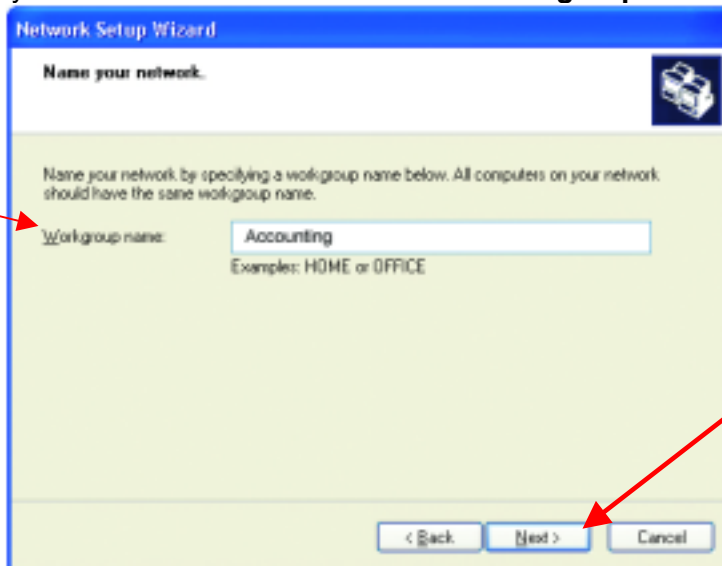 Network Setup Wizard
Name your network.
Name your network by specifying a workgroup name below. All computers on your network
should have the same workgroup name.
Workgroup name: Accounting
Examples: HOME or OFFICE
< Back Next > Cancel